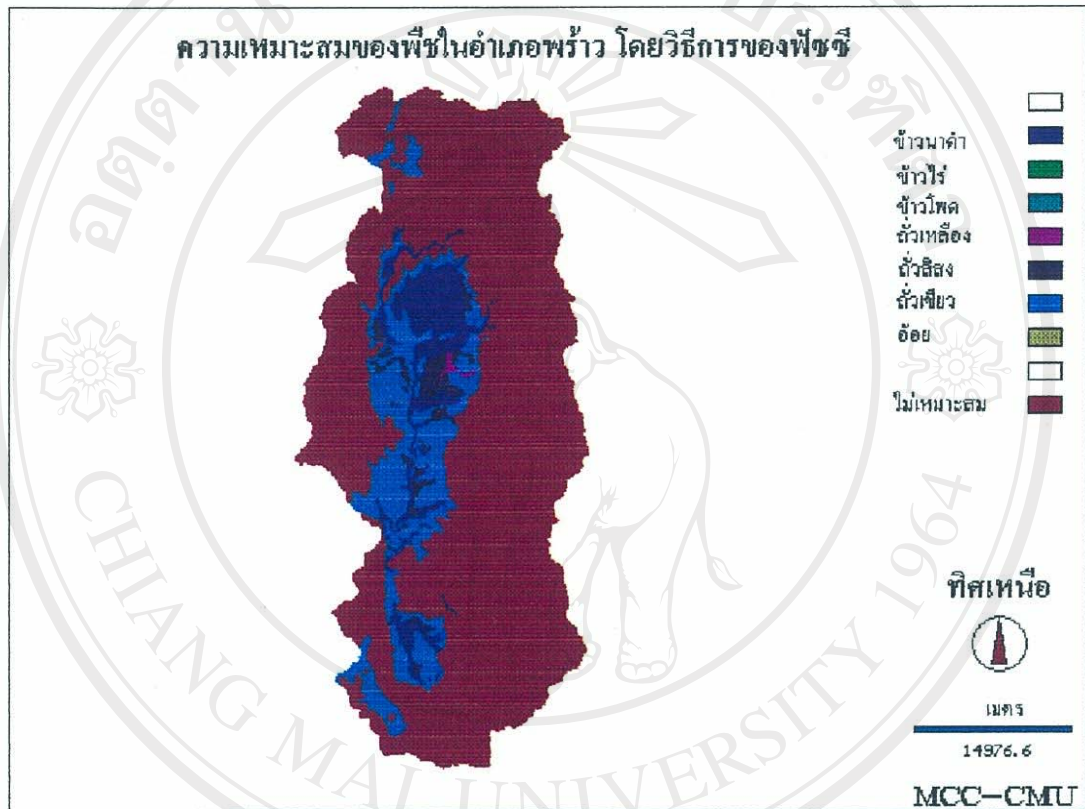 ความเหมาะสมของพืชในอำเภอพร้าว โดยวิธีการของฟัซซี
ข้าวนาดำ
ข้าวไร่
ข้าวโพด
ถั่วเหลือง
ถั่วลิสง
ถั่วเขียว
อ้อย
ไม่เหมาะสม
ทิศเหนือ
เมตร
14976.6
MCC-CMU
CHIANG MAI UNIVERSITY 1964